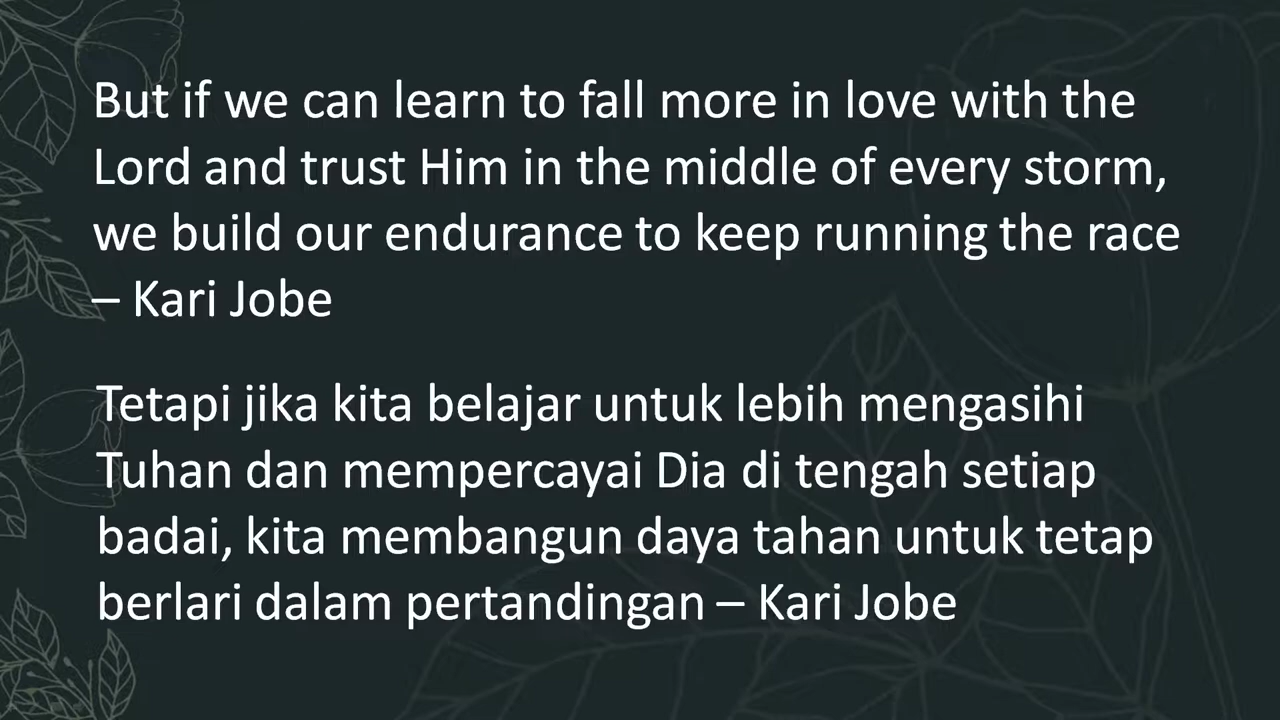 But if we can learn to fall more in love with the
Lord and trust Him in the middle of every storm,
we build our endurance to keep running the race
– Kari Jobe
Tetapi jika kita belajar untuk lebih mengasihi
Tuhan dan mempercayai Dia di tengah setiap
badai, kita membangun daya tahan untuk tetap
berlari dalam pertandingan – Kari Jobe